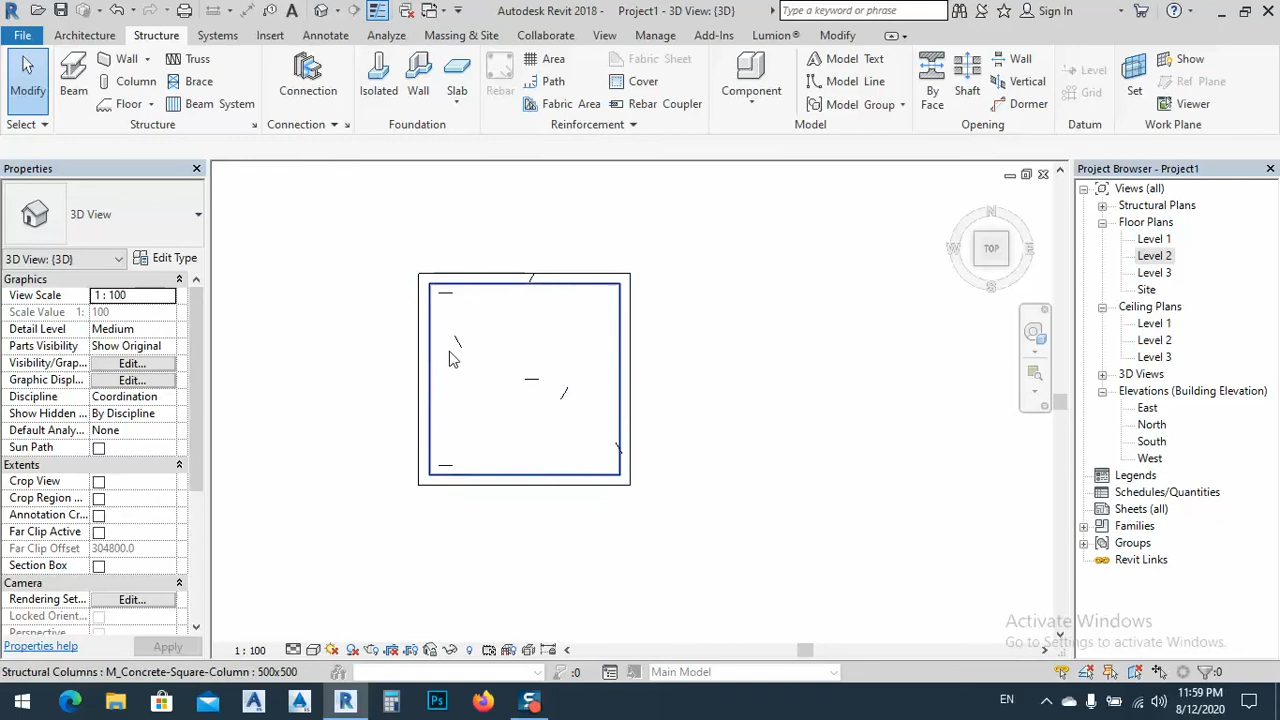 Autodesk Revit 2018 - Project1 - 3D View: {3D}
Type a keyword or phrase
Sign In
File Architecture Structure Systems Insert Annotate Analyze Massing & Site Collaborate View Manage Add-Ins Lumion® Modify
Modify
Select
Beam
Wall
Column
Floor
Truss
Brace
Beam System
Structure
Connection
Connection
Isolated
Wall
Slab
Foundation
Rebar
Area
Path
Fabric Area
Fabric Sheet
Cover
Rebar Coupler
Reinforcement
Component
Model Text
Model Line
Model Group
Model
By Face
Shaft
Wall
Vertical
Dormer
Opening
Level
Grid
Datum
Set
Show
Ref Plane
Viewer
Work Plane
Properties
3D View
3D View: {3D}
Edit Type
Graphics
View Scale 1 : 100
Scale Value 1: 100
Detail Level Medium
Parts Visibility Show Original
Visibility/Grap... Edit...
Graphic Displ... Edit...
Discipline Coordination
Show Hidden ... By Discipline
Default Analy... None
Sun Path
Extents
Crop View
Crop Region ...
Annotation Cr...
Far Clip Active
Far Clip Offset 304800.0
Section Box
Camera
Rendering Set... Edit...
Locked Orient...
Perspective
Properties help
Apply
N
W TOP E
S
Project Browser - Project1
Views (all)
Structural Plans
Floor Plans
Level 1
Level 2
Level 3
Site
Ceiling Plans
Level 1
Level 2
Level 3
3D Views
Elevations (Building Elevation)
East
North
South
West
Legends
Schedules/Quantities
Sheets (all)
Families
Groups
Revit Links
Activate Windows
Go to Settings to activate Windows.
1 : 100
Structural Columns : M_Concrete-Square-Column : 500x500
:0
Main Model
:0
EN
11:59 PM
8/12/2020